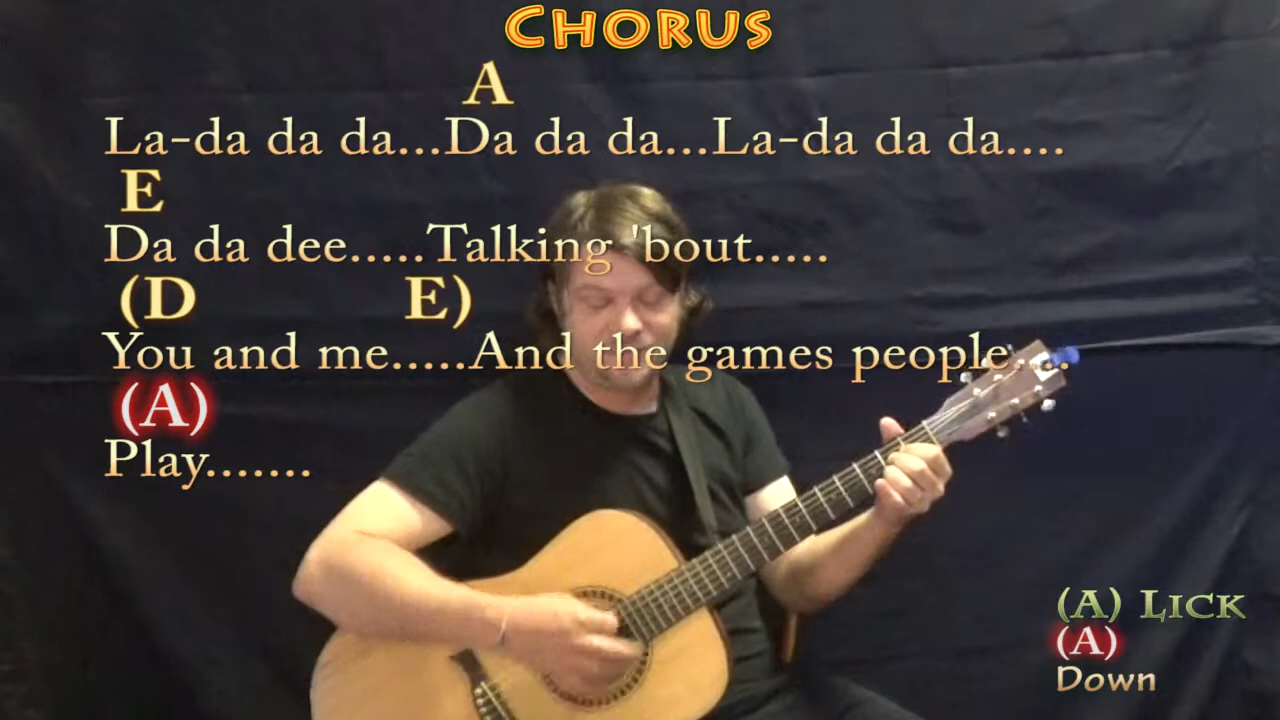 CHORUS
A
La-da da da...Da da da...La-da da da....
E
Da da dee.....Talking 'bout.....
(D E)
You and me.....And the games people....
(A)
Play.......
(A) LICK
(A)
Down